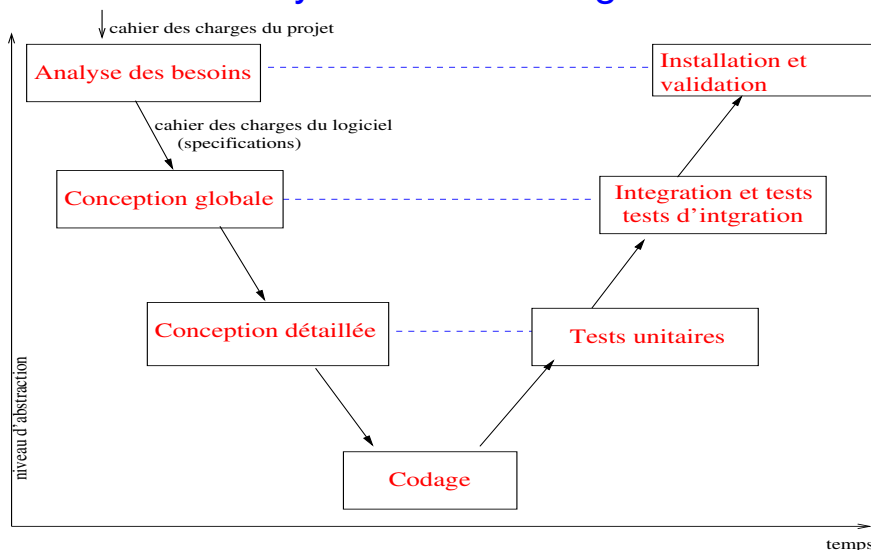 cahier des charges du projet
Analyse des besoins
Installation et
validation
cahier des charges du logiciel
(specifications)
Conception globale
Integration et tests
tests d'intgration
Conception détaillée
Tests unitaires
niveau d'abstraction
Codage
temps